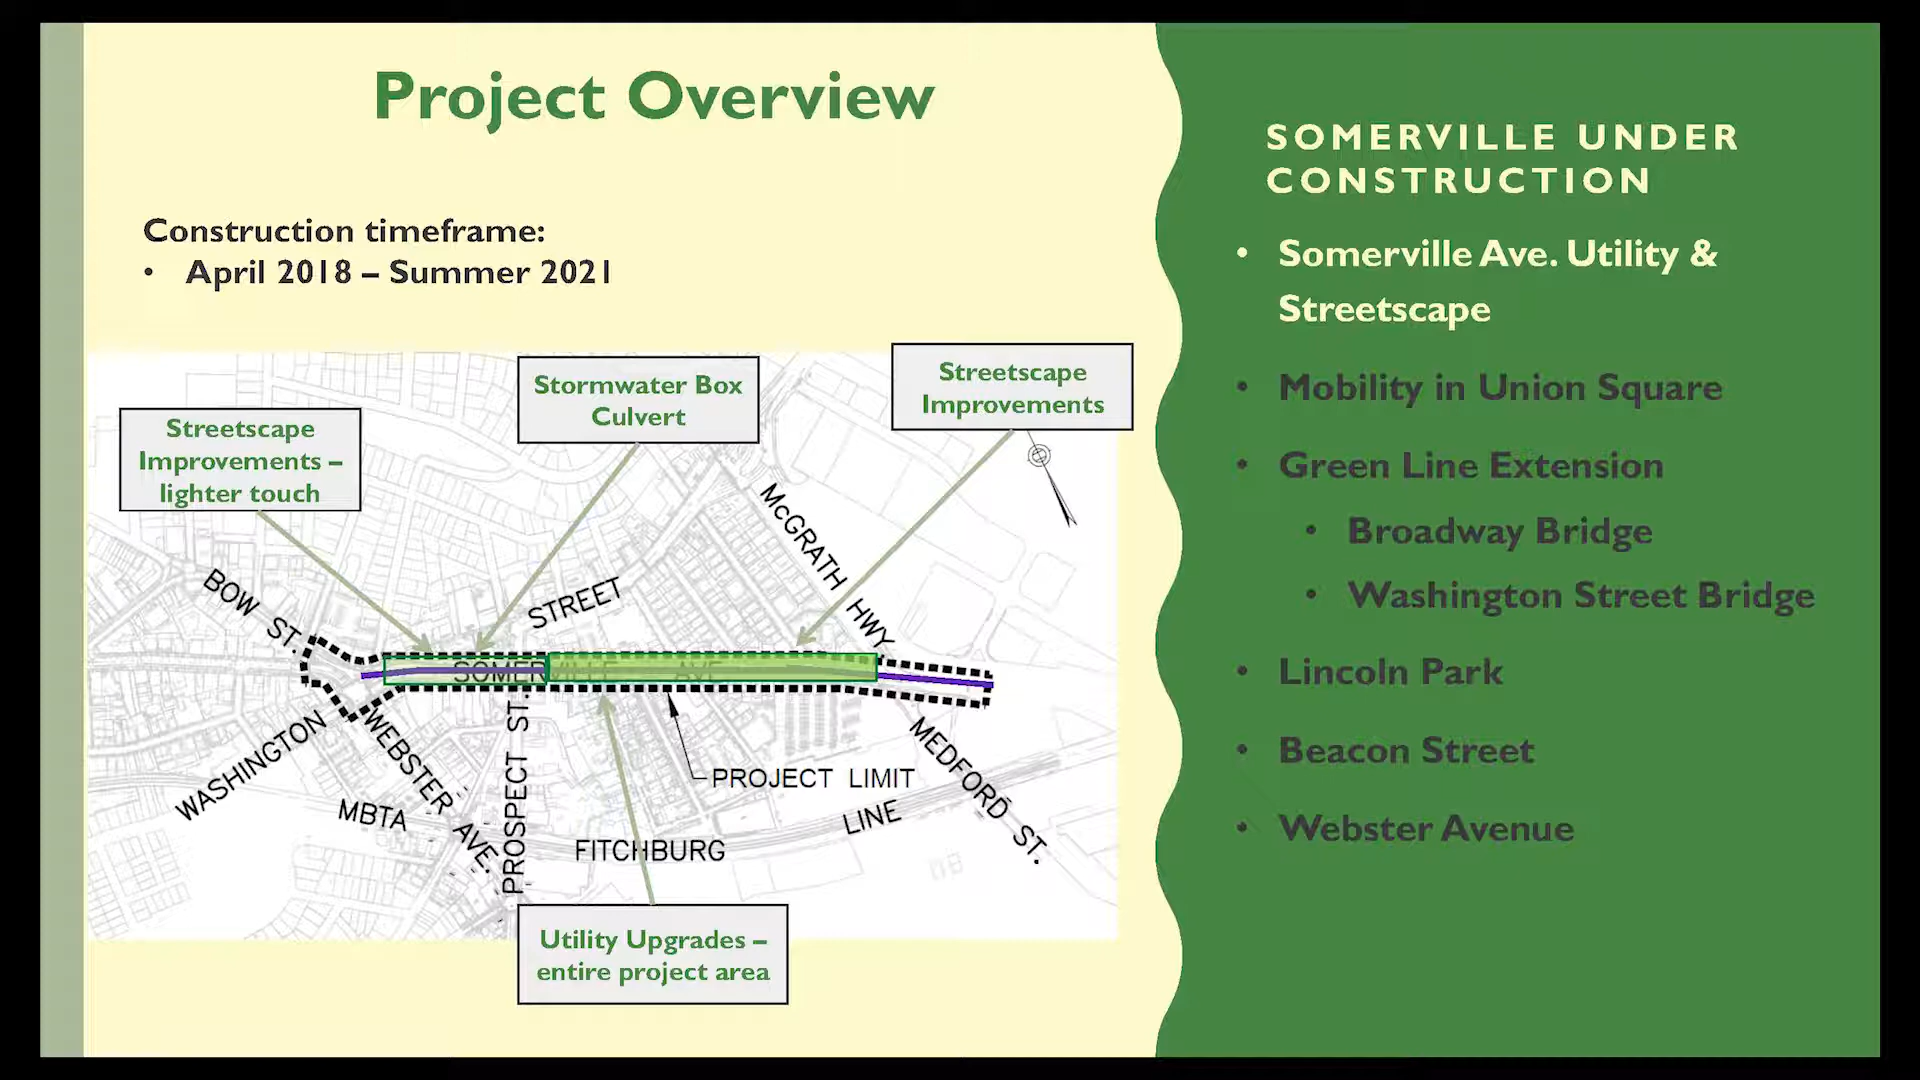 Project Overview
Construction timeframe:
• April 2018 – Summer 2021
Streetscape
Improvements –
lighter touch
Stormwater Box
Culvert
Streetscape
Improvements
BOW ST.
STREET
McGRATH HWY
SOMERVILLE AVE
WASHINGTON
WEBSTER AVE.
PROSPECT ST.
MBTA
FITCHBURG
LINE
PROJECT LIMIT
MEDFORD ST.
Utility Upgrades –
entire project area
SOMERVILLE UNDER
CONSTRUCTION
• Somerville Ave. Utility &
Streetscape
• Mobility in Union Square
• Green Line Extension
• Broadway Bridge
• Washington Street Bridge
• Lincoln Park
• Beacon Street
• Webster Avenue